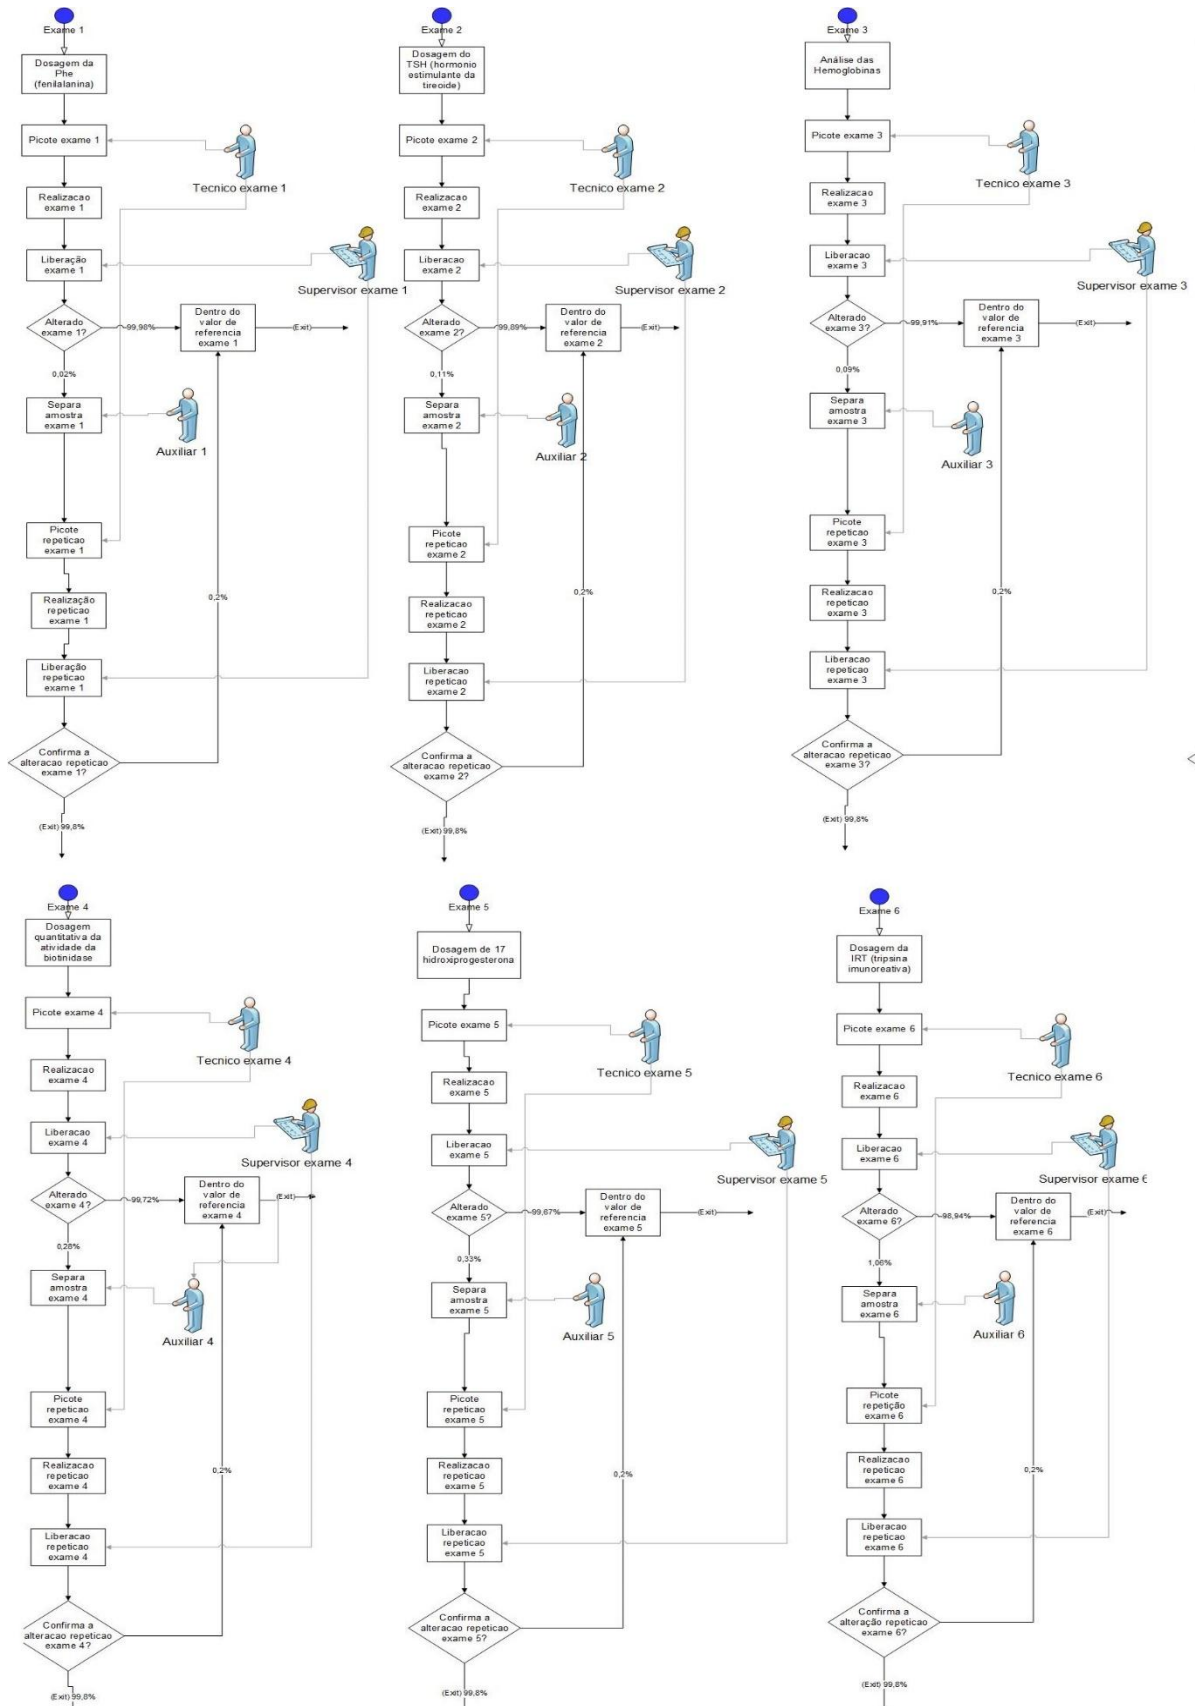 Exame 1
Dosagem da
Phe
(fenilalanina)
Picote exame 1
Tecnico exame 1
Realizacao
exame 1
Liberação
exame 1
Supervisor exame 1
Alterado
exame 1?
99,98%
Dentro do
valor de
referencia
exame 1
(Exit)
0,02%
Separa
amostra
exame 1
Auxiliar 1
Picote
repeticao
exame 1
Realização
repeticao
exame 1
0,2%
Liberação
repeticao
exame 1
Confirma a
alteracao repeticao
exame 1?
(Exit) 99,8%
Exame 2
Dosagem do
TSH (hormonio
estimulante da
tireoide)
Picote exame 2
Tecnico exame 2
Realizacao
exame 2
Liberacao
exame 2
Supervisor exame 2
Alterado
exame 2?
99,89%
Dentro do
valor de
referencia
exame 2
(Exit)
0,11%
Separa
amostra
exame 2
Auxiliar 2
Picote
repeticao
exame 2
Realizacao
repeticao
exame 2
0,2%
Liberacao
repeticao
exame 2
Confirma a
alteracao repeticao
exame 2?
(Exit) 99,8%
Exame 3
Análise das
Hemoglobinas
Picote exame 3
Tecnico exame 3
Realizacao
exame 3
Liberacao
exame 3
Supervisor exame 3
Alterado
exame 3?
99,91%
Dentro do
valor de
referencia
exame 3
(Exit)
0,09%
Separa
amostra
exame 3
Auxiliar 3
Picote
repeticao
exame 3
Realizacao
repeticao
exame 3
0,2%
Liberacao
repeticao
exame 3
Confirma a
alteracao repeticao
exame 3?
(Exit) 99,8%
Exame 4
Dosagem
quantitativa da
atividade da
biotinidase
Picote exame 4
Tecnico exame 4
Realizacao
exame 4
Liberacao
exame 4
Supervisor exame 4
Alterado
exame 4?
99,72%
Dentro do
valor de
referencia
exame 4
(Exit)
0,28%
Separa
amostra
exame 4
Auxiliar 4
Picote
repeticao
exame 4
Realizacao
repeticao
exame 4
0,2%
Liberacao
repeticao
exame 4
Confirma a
alteracao repeticao
exame 4?
(Exit) 99,8%
Exame 5
Dosagem de 17
hidroxiprogesterona
Picote exame 5
Tecnico exame 5
Realizacao
exame 5
Liberacao
exame 5
Supervisor exame 5
Alterado
exame 5?
99,67%
Dentro do
valor de
referencia
exame 5
(Exit)
0,33%
Separa
amostra
exame 5
Auxiliar 5
Picote
repeticao
exame 5
Realizacao
repeticao
exame 5
0,2%
Liberacao
repeticao
exame 5
Confirma a
alteracao repeticao
exame 5?
(Exit) 99,8%
Exame 6
Dosagem da
IRT (tripsina
imunoreativa)
Picote exame 6
Tecnico exame 6
Realizacao
exame 6
Liberacao
exame 6
Supervisor exame 6
Alterado
exame 6?
98,94%
Dentro do
valor de
referencia
exame 6
(Exit)
1,06%
Separa
amostra
exame 6
Auxiliar 6
Picote
repetição
exame 6
Realizacao
repeticao
exame 6
0,2%
Liberacao
repeticao
exame 6
Confirma a
alteração repeticao
exame 6?
(Exit) 99,8%